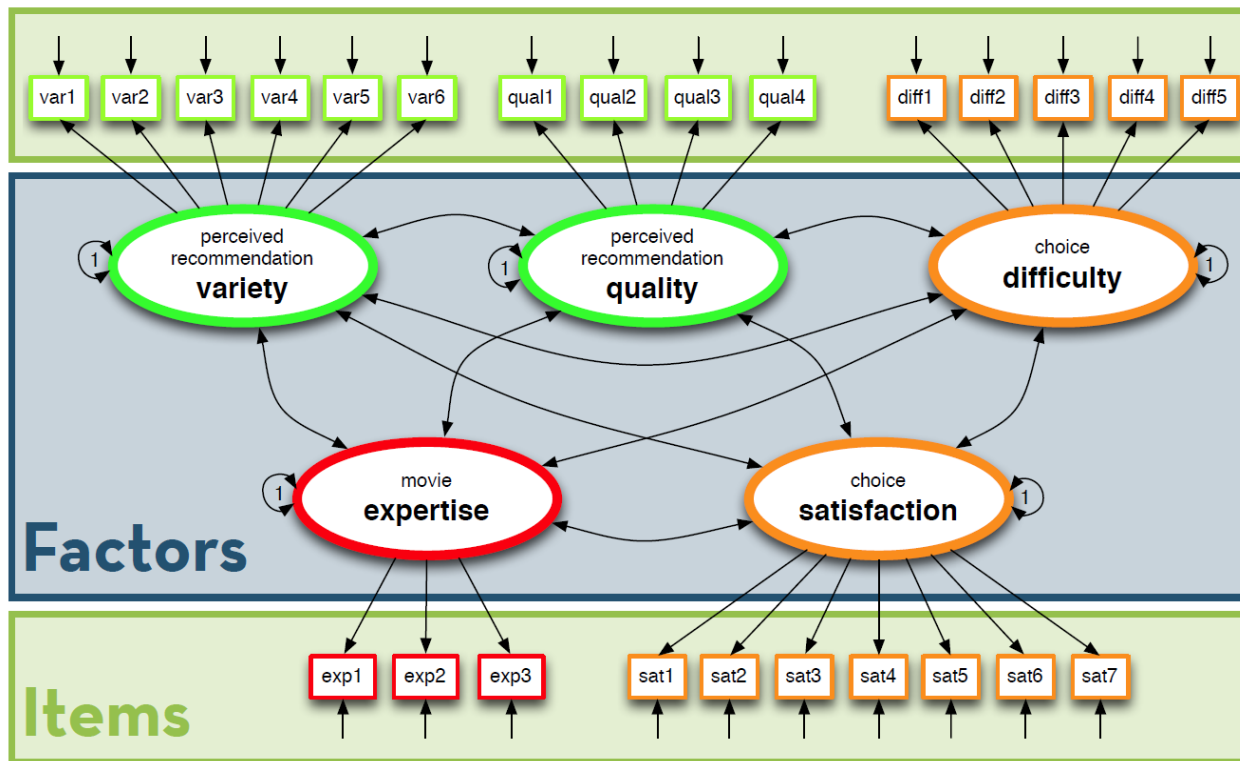 var1 var2 var3 var4 var5 var6 qual1 qual2 qual3 qual4 diff1 diff2 diff3 diff4 diff5
perceived
recommendation
variety
1
perceived
recommendation
quality
1
choice
difficulty
1
movie
expertise
1
choice
satisfaction
1
Factors
exp1 exp2 exp3 sat1 sat2 sat3 sat4 sat5 sat6 sat7
Items